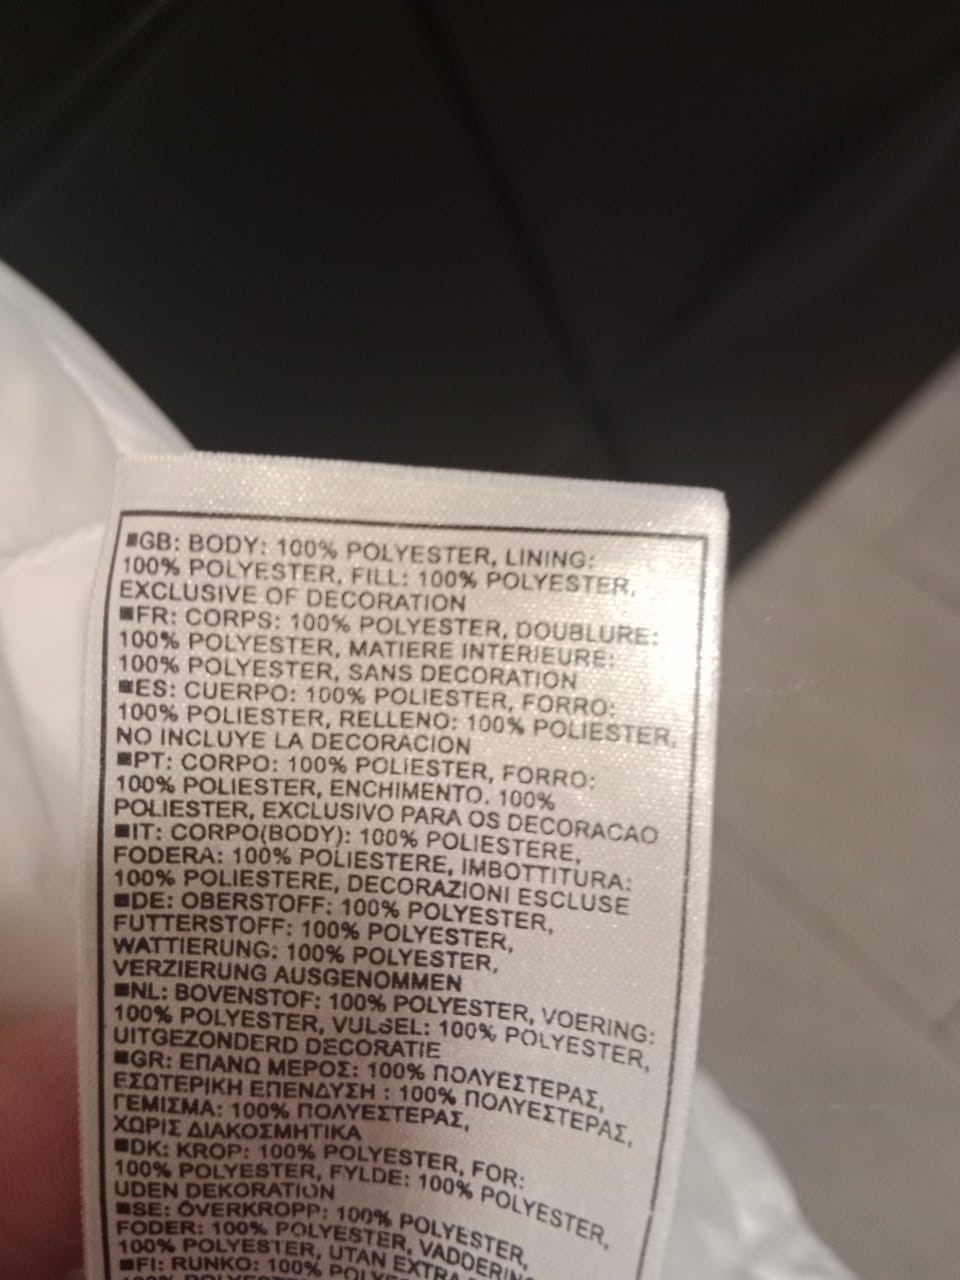 ■GB: BODY: 100% POLYESTER, LINING:
100% POLYESTER, FILL: 100% POLYESTER,
EXCLUSIVE OF DECORATION
■FR: CORPS: 100% POLYESTER, DOUBLURE:
100% POLYESTER, MATIERE INTERIEURE:
100% POLYESTER, SANS DECORATION
■ES: CUERPO: 100% POLIESTER, FORRO:
100% POLIESTER, RELLENO: 100% POLIESTER,
NO INCLUYE LA DECORACION
■PT: CORPO: 100% POLIESTER, FORRO:
100% POLIESTER, ENCHIMENTO. 100%
POLIESTER, EXCLUSIVO PARA OS DECORACAO
■IT: CORPO(BODY): 100% POLIESTERE,
FODERA: 100% POLIESTERE, IMBOTTITURA:
100% POLIESTERE, DECORAZIONI ESCLUSE
■DE: OBERSTOFF: 100% POLYESTER,
FUTTERSTOFF: 100% POLYESTER,
WATTIERUNG: 100% POLYESTER,
VERZIERUNG AUSGENOMMEN
■NL: BOVENSTOF: 100% POLYESTER, VOERING:
100% POLYESTER, VULSEL: 100% POLYESTER,
UITGEZONDERD DECORATIE
■GR: ΕΠΑΝΩ ΜΕΡΟΣ: 100% ΠΟΛΥΕΣΤΕΡΑΣ,
ΕΣΩΤΕΡΙΚΗ ΕΠΕΝΔΥΣΗ : 100% ΠΟΛΥΕΣΤΕΡΑΣ,
ΓΕΜΙΣΜΑ: 100% ΠΟΛΥΕΣΤΕΡΑΣ,
ΧΩΡΙΣ ΔΙΑΚΟΣΜΗΤΙΚΑ
■DK: KROP: 100% POLYESTER, FOR:
100% POLYESTER, FYLDE: 100% POLYESTER,
UDEN DEKORATION
■SE: ÖVERKROPP: 100% POLYESTER,
FODER: 100% POLYESTER, VADDERING
100% POLYESTER, UTAN EXTRA
■FI: RUNKO: 100%